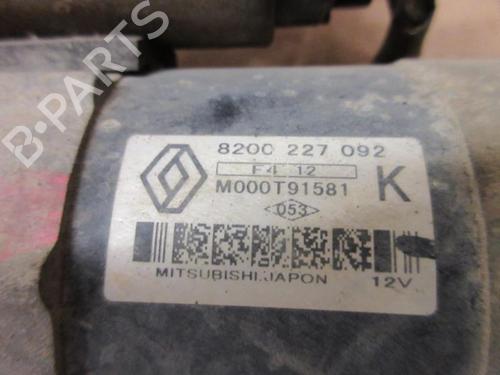 B-PARTS
8200 227 092
F4 12
M000T91581 K
053
MITSUBISHI.JAPON 12V